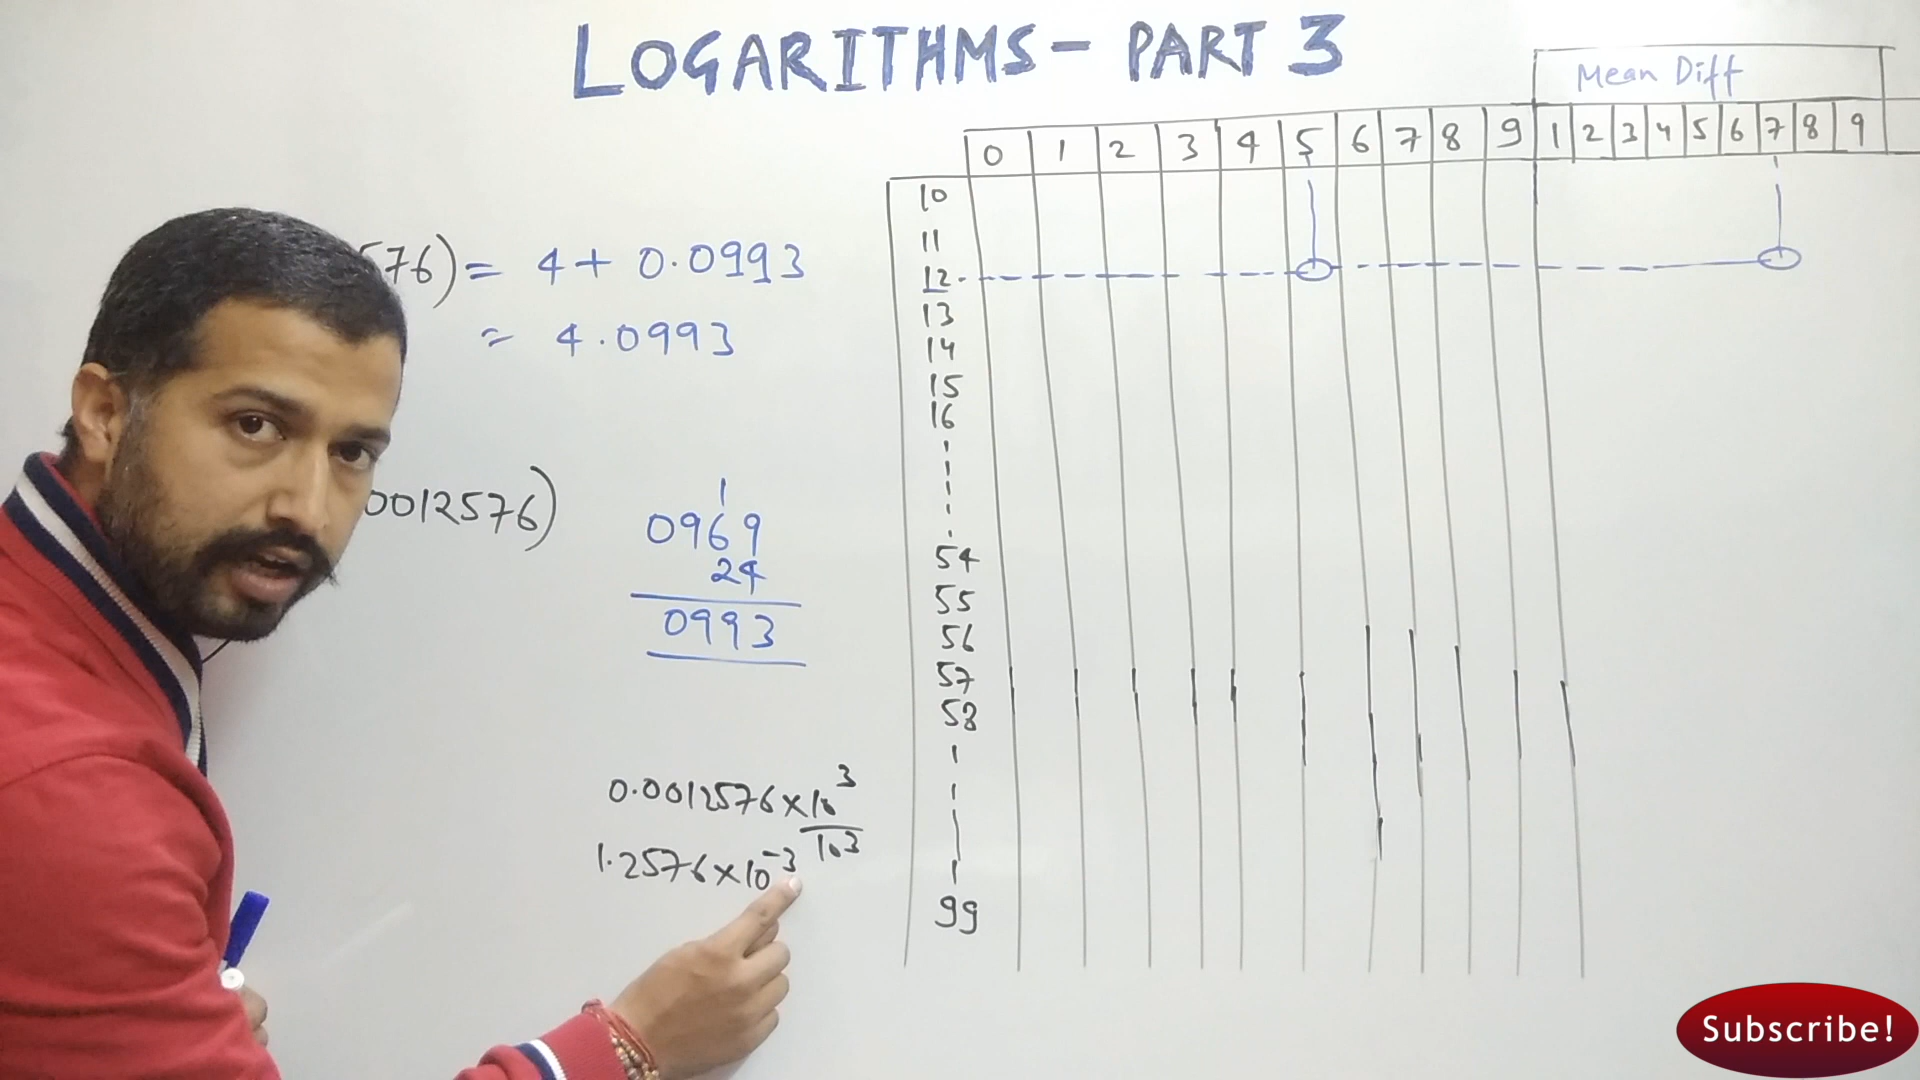 LOGARITHMS - PART 3
Mean Diff
0 1 2 3 4 5 6 7 8 9 1 2 3 4 5 6 7 8 9
10
11
12
13
14
15
16
54
55
56
57
58
99
576) = 4 + 0.0993
= 4.0993
0012576)
1
0969
24
0993
0.0012576 × 10³
10³
1.2576 × 10⁻³
Subscribe!